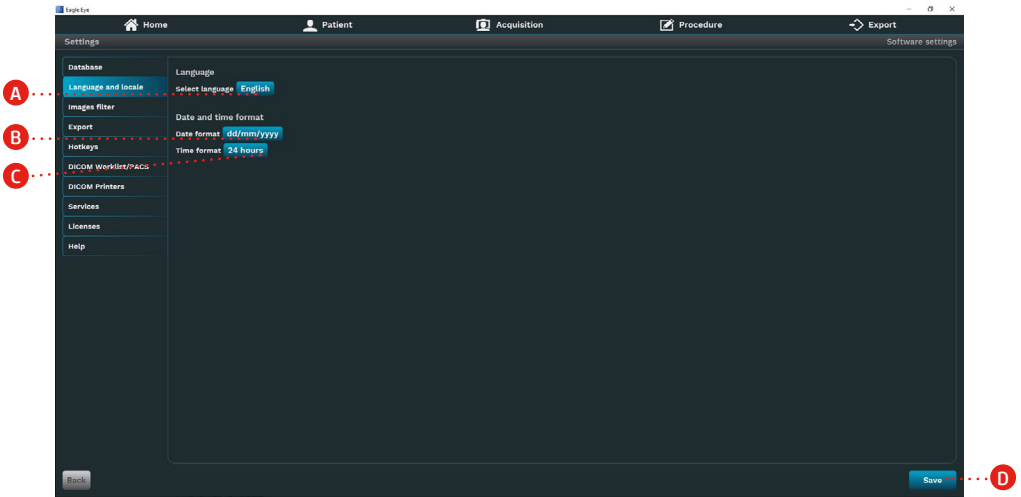 Eagle Eye
Home Patient Acquisition Procedure Export
Settings Software settings
Database
Language and locale
Images filter
Export
Hotkeys
DICOM Worklist/PACS
DICOM Printers
Services
Licenses
Help
Language
Select language English
Date and time format
Date format dd/mm/yyyy
Time format 24 hours
A
B
C
Back Save D